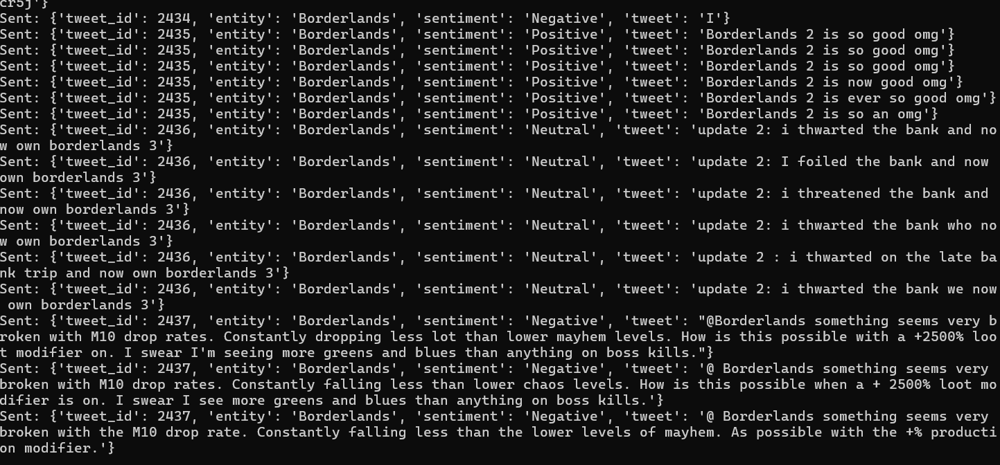 cr5j'}
Sent: {'tweet_id': 2434, 'entity': 'Borderlands', 'sentiment': 'Negative', 'tweet': 'I'}
Sent: {'tweet_id': 2435, 'entity': 'Borderlands', 'sentiment': 'Positive', 'tweet': 'Borderlands 2 is so good omg'}
Sent: {'tweet_id': 2435, 'entity': 'Borderlands', 'sentiment': 'Positive', 'tweet': 'Borderlands 2 is so good omg'}
Sent: {'tweet_id': 2435, 'entity': 'Borderlands', 'sentiment': 'Positive', 'tweet': 'Borderlands 2 is so good omg'}
Sent: {'tweet_id': 2435, 'entity': 'Borderlands', 'sentiment': 'Positive', 'tweet': 'Borderlands 2 is now good omg'}
Sent: {'tweet_id': 2435, 'entity': 'Borderlands', 'sentiment': 'Positive', 'tweet': 'Borderlands 2 is ever so good omg'}
Sent: {'tweet_id': 2435, 'entity': 'Borderlands', 'sentiment': 'Positive', 'tweet': 'Borderlands 2 is so an omg'}
Sent: {'tweet_id': 2436, 'entity': 'Borderlands', 'sentiment': 'Neutral', 'tweet': 'update 2: i thwarted the bank and no
w own borderlands 3'}
Sent: {'tweet_id': 2436, 'entity': 'Borderlands', 'sentiment': 'Neutral', 'tweet': 'update 2: I foiled the bank and now
own borderlands 3'}
Sent: {'tweet_id': 2436, 'entity': 'Borderlands', 'sentiment': 'Neutral', 'tweet': 'update 2: i threatened the bank and
now own borderlands 3'}
Sent: {'tweet_id': 2436, 'entity': 'Borderlands', 'sentiment': 'Neutral', 'tweet': 'update 2: i thwarted the bank who no
w own borderlands 3'}
Sent: {'tweet_id': 2436, 'entity': 'Borderlands', 'sentiment': 'Neutral', 'tweet': 'update 2 : i thwarted on the late ba
nk trip and now own borderlands 3'}
Sent: {'tweet_id': 2436, 'entity': 'Borderlands', 'sentiment': 'Neutral', 'tweet': 'update 2: i thwarted the bank we now
 own borderlands 3'}
Sent: {'tweet_id': 2437, 'entity': 'Borderlands', 'sentiment': 'Negative', 'tweet': "@Borderlands something seems very b
roken with M10 drop rates. Constantly dropping less lot than lower mayhem levels. How is this possible with a +2500% loo
t modifier on. I swear I'm seeing more greens and blues than anything on boss kills."}
Sent: {'tweet_id': 2437, 'entity': 'Borderlands', 'sentiment': 'Negative', 'tweet': '@ Borderlands something seems very
broken with M10 drop rates. Constantly falling less than lower chaos levels. How is this possible when a + 2500% loot mo
difier is on. I swear I see more greens and blues than anything on boss kills.'}
Sent: {'tweet_id': 2437, 'entity': 'Borderlands', 'sentiment': 'Negative', 'tweet': '@ Borderlands something seems very
broken with the M10 drop rate. Constantly falling less than the lower levels of mayhem. As possible with the +% producti
on modifier.'}